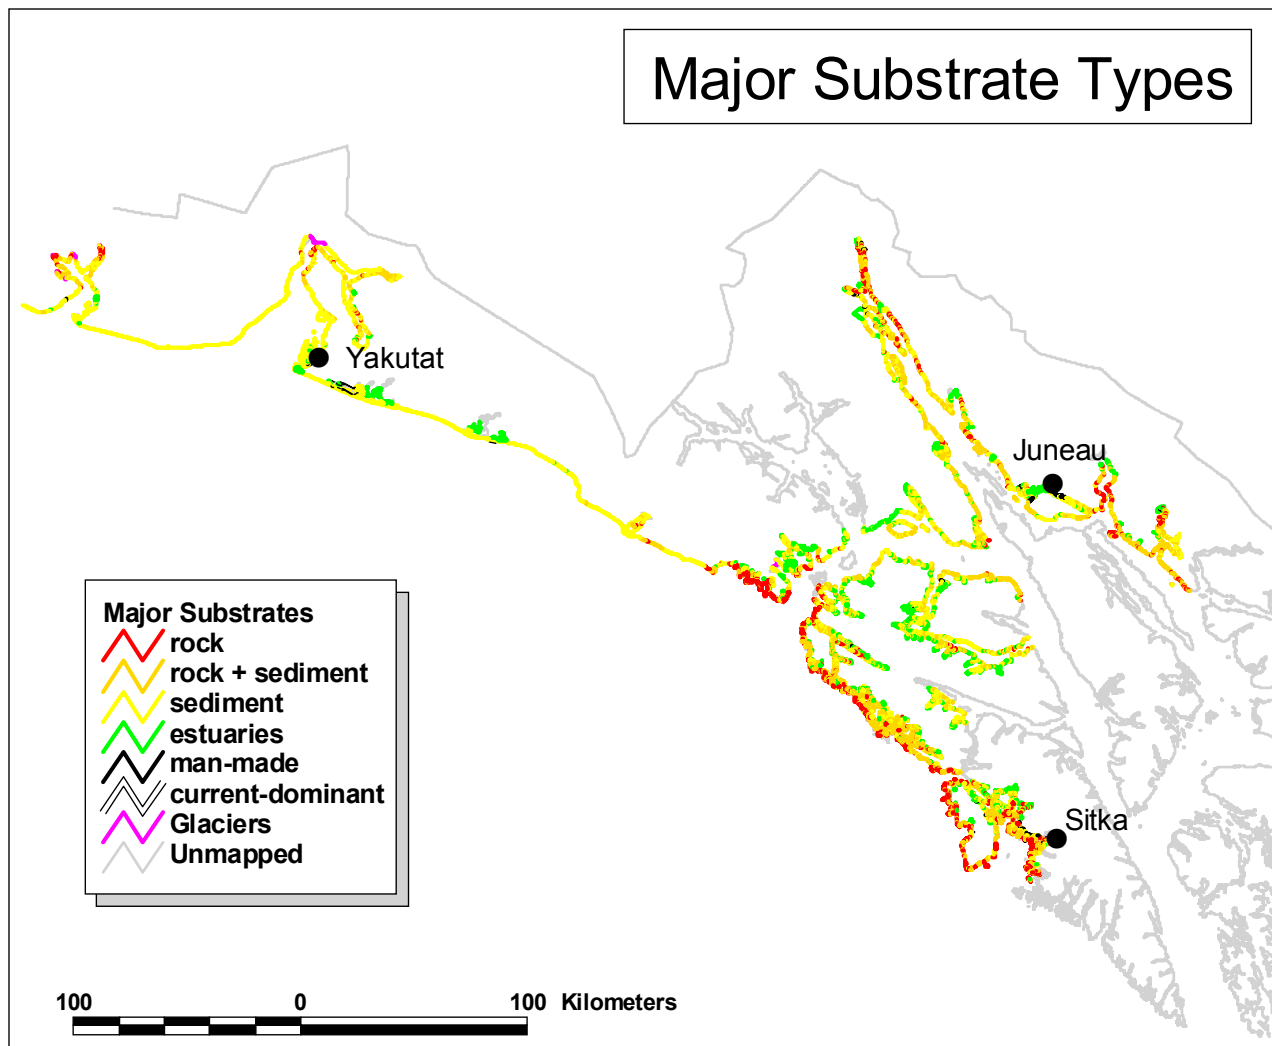 Major Substrate Types
Yakutat
Juneau
Sitka
Major Substrates
rock
rock + sediment
sediment
estuaries
man-made
current-dominant
Glaciers
Unmapped
100 0 100 Kilometers